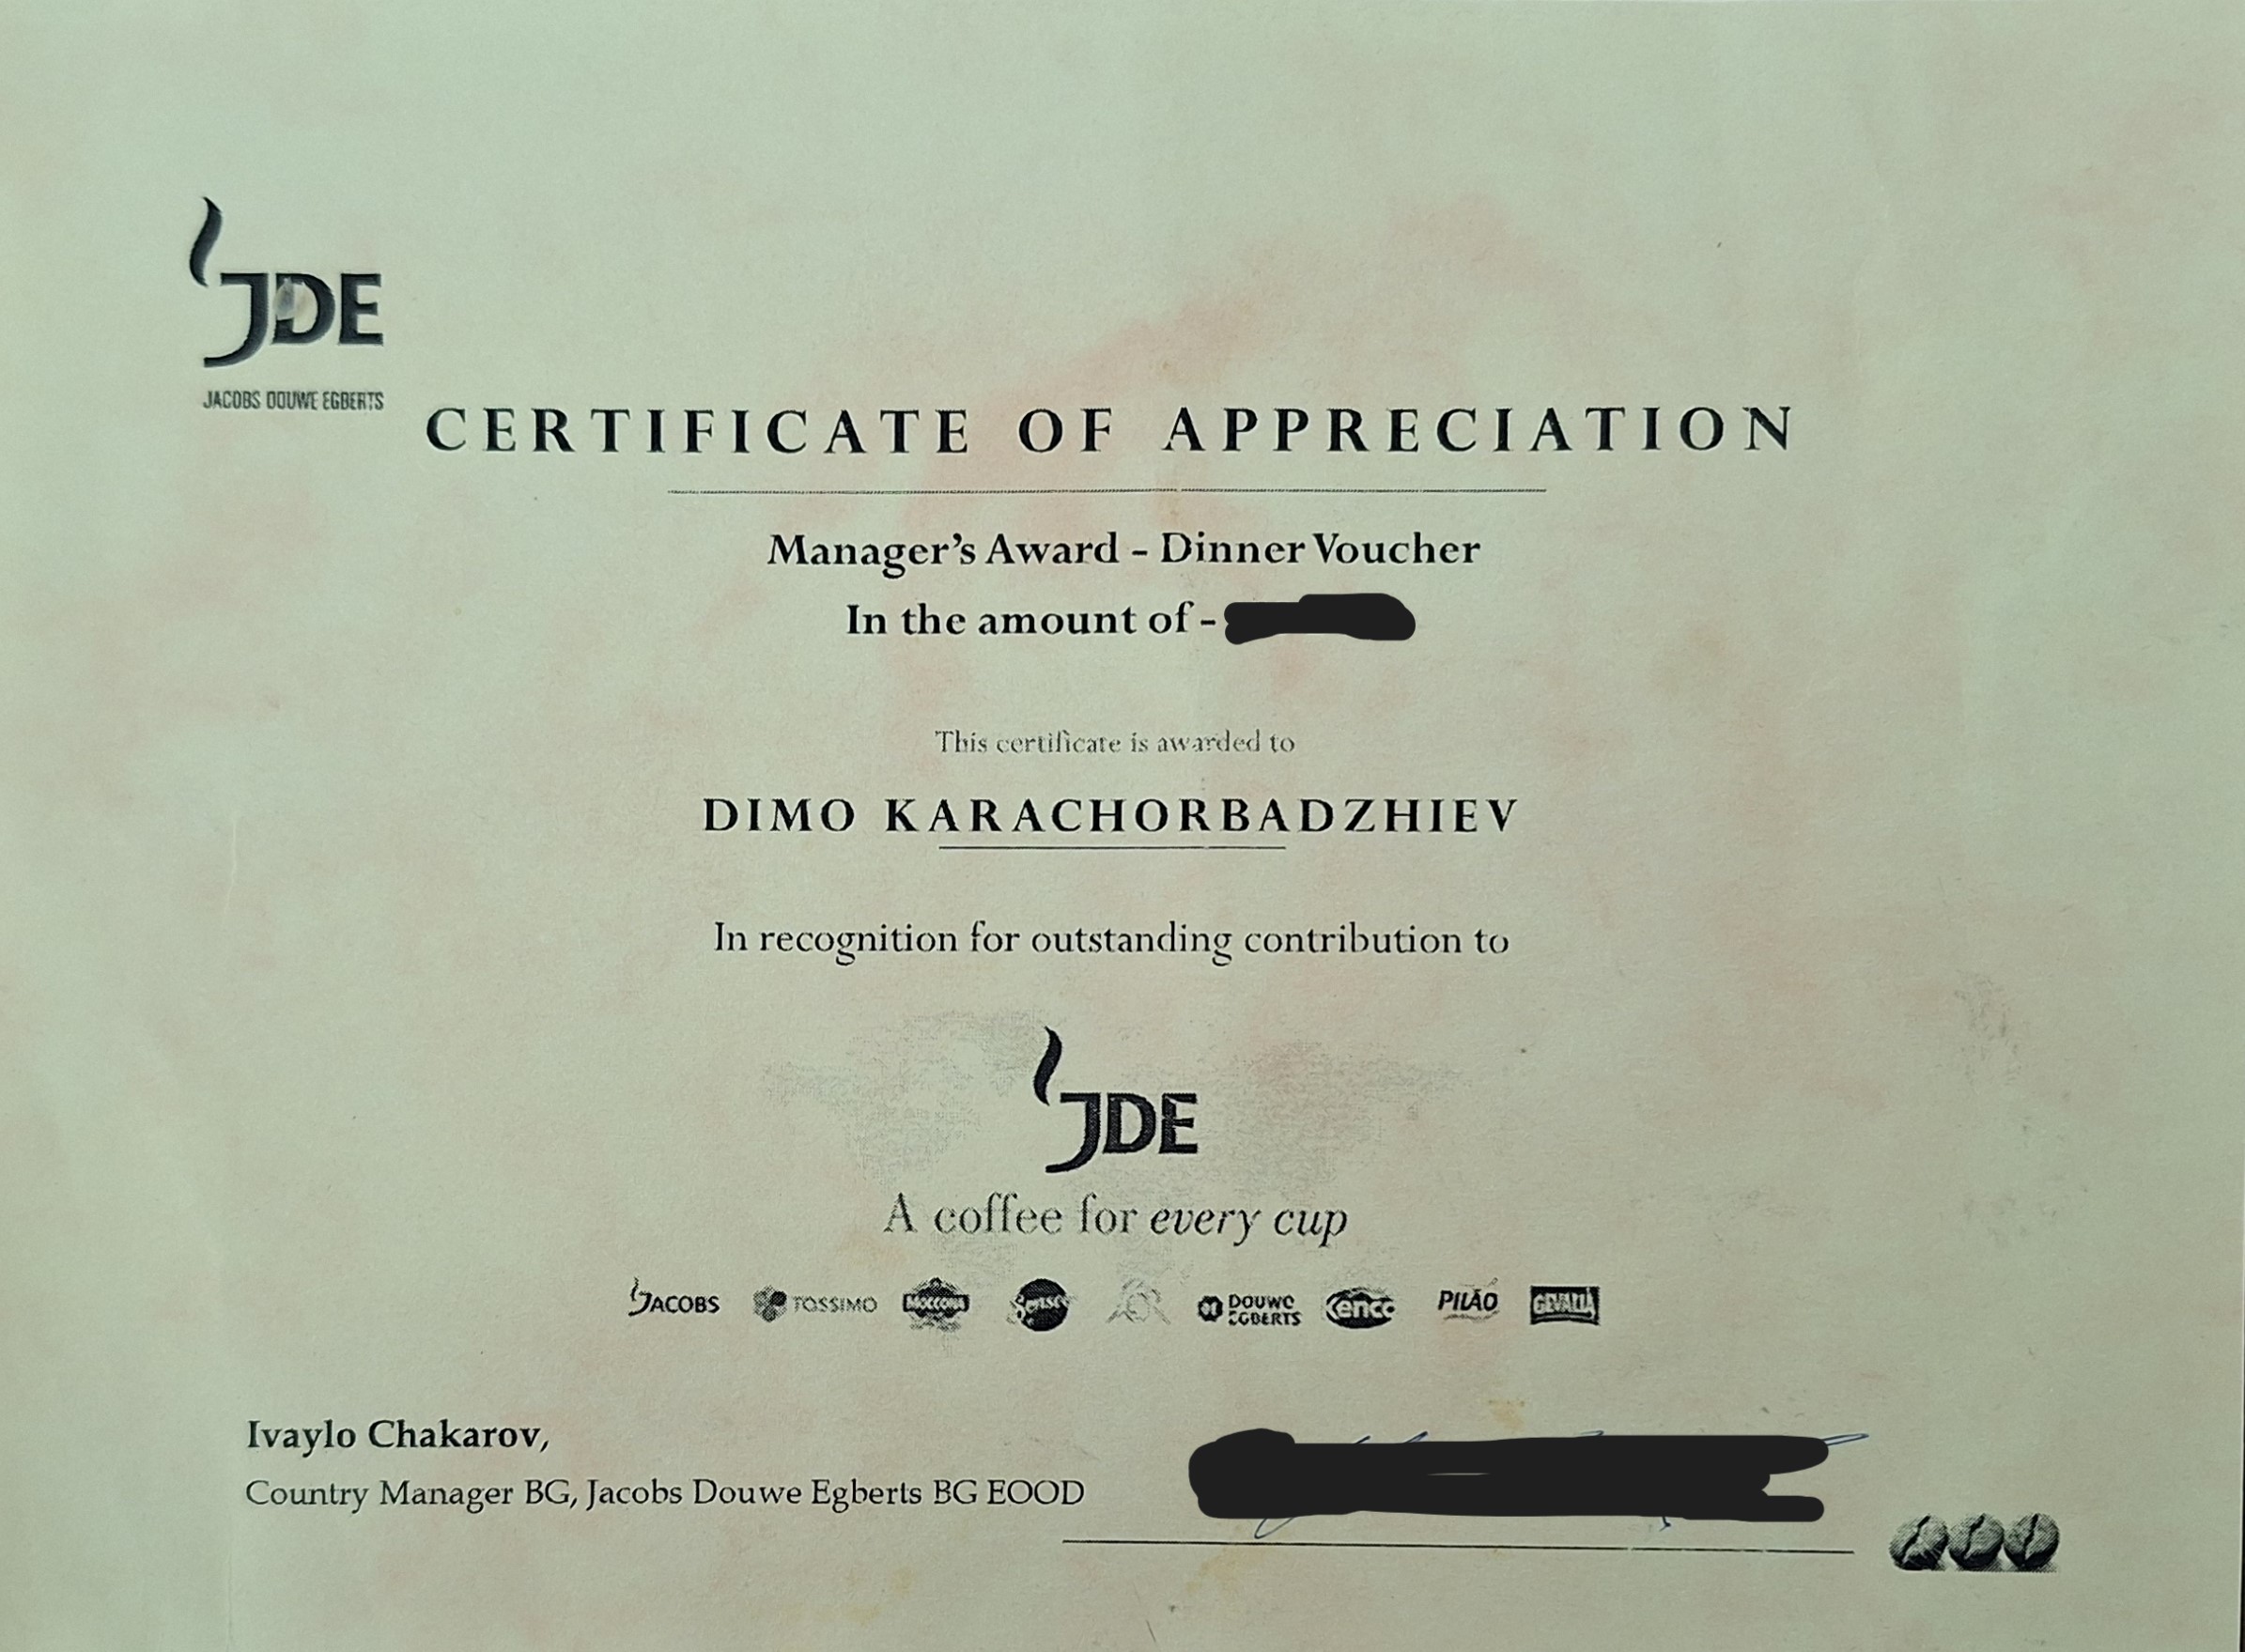 JDE
JACOBS DOUWE EGBERTS
CERTIFICATE OF APPRECIATION
Manager's Award - Dinner Voucher
In the amount of -
This certificate is awarded to
DIMO KARACHORBADZHIEV
In recognition for outstanding contribution to
JDE
A coffee for every cup
JACOBS TASSIMO MOCCONA Senseo L'OR DOUWE EGBERTS Kenco PILÃO GEVALIA
Ivaylo Chakarov,
Country Manager BG, Jacobs Douwe Egberts BG EOOD